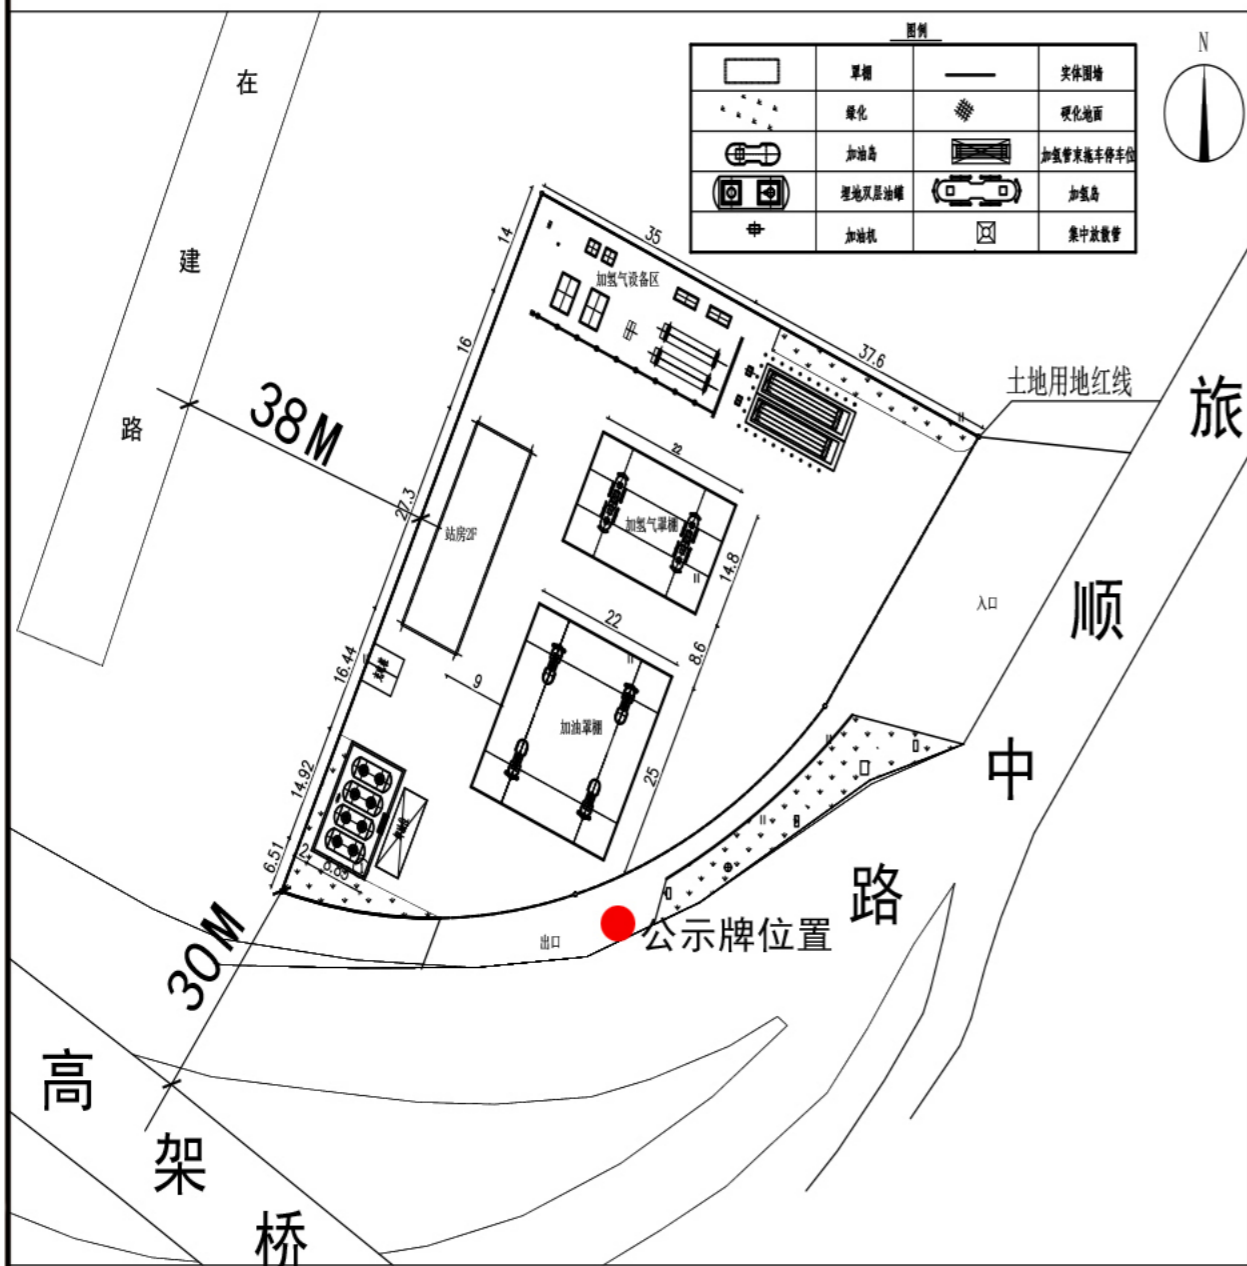 图例
罩棚
实体围墙
绿化
硬化地面
加油岛
加氢管束拖车停车位
埋地双层油罐
加氢岛
加油机
集中放散管
N
在
建
路
14
35
加氢气设备区
16
37.6
土地用地红线
旅
顺
中
路
38M
27.3
22
站房2F
加氢气罩棚
14.8
入口
22
8.6
16.44
9
加油罩棚
25
14.92
6.51
2
公示牌位置
出口
30M
高
架
桥